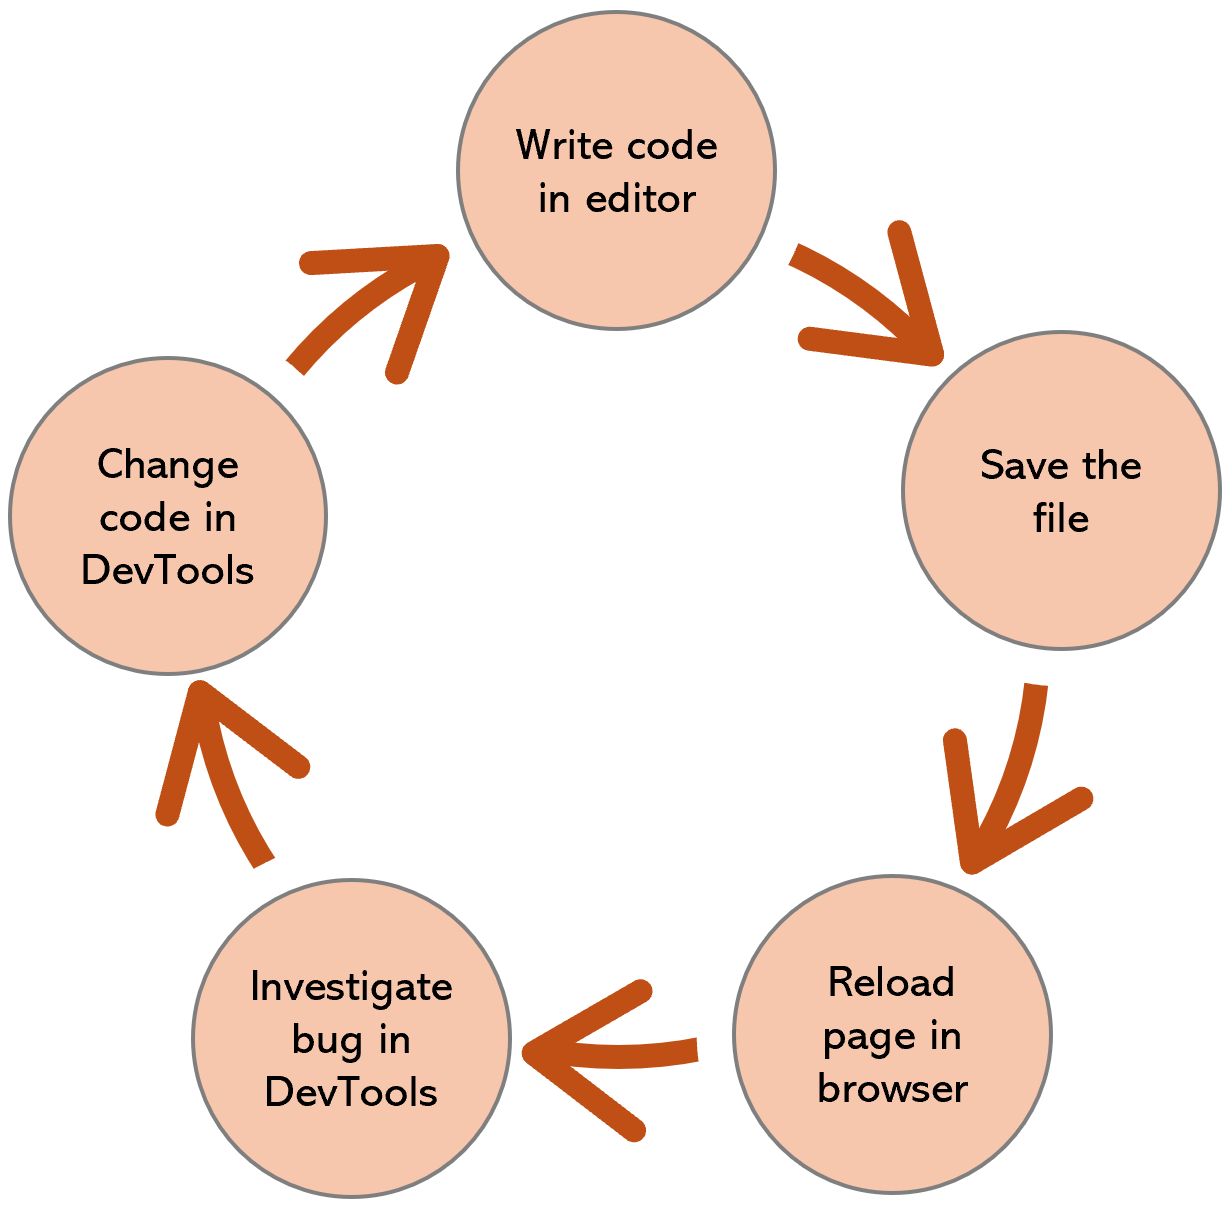 Write code
in editor
Save the
file
Reload
page in
browser
Investigate
bug in
DevTools
Change
code in
DevTools